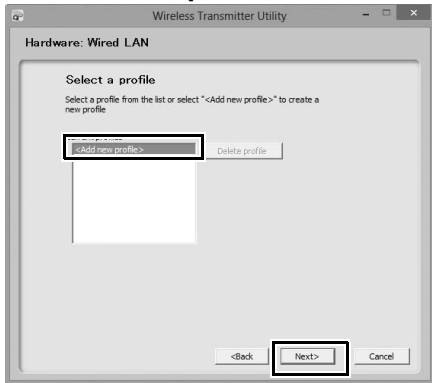 Wireless Transmitter Utility
Hardware: Wired LAN
Select a profile
Select a profile from the list or select "<Add new profile>" to create a
new profile
<Add new profile>
Delete profile
<Back
Next>
Cancel